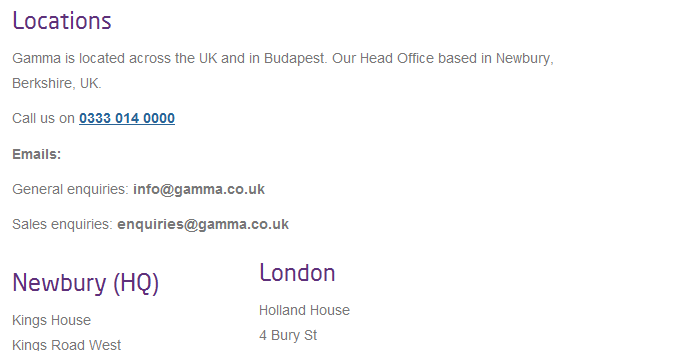 Locations
Gamma is located across the UK and in Budapest. Our Head Office based in Newbury,
Berkshire, UK.
Call us on 0333 014 0000
Emails:
General enquiries: info@gamma.co.uk
Sales enquiries: enquiries@gamma.co.uk
Newbury (HQ)
Kings House
Kings Road West
London
Holland House
4 Bury St